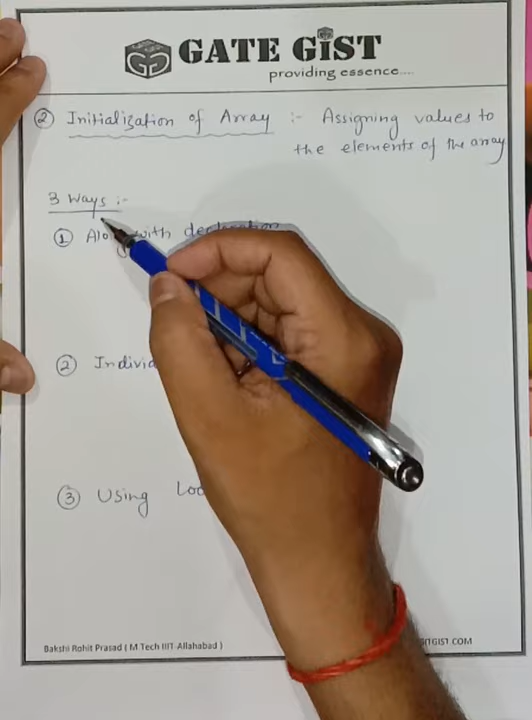 GATE GiST
providing essence....
② Initialization of Array :- Assigning values to
the elements of the array
3 Ways :-
① with
②
③ Using
Bakshi Rohit Prasad ( M Tech IIIT-Allahabad )